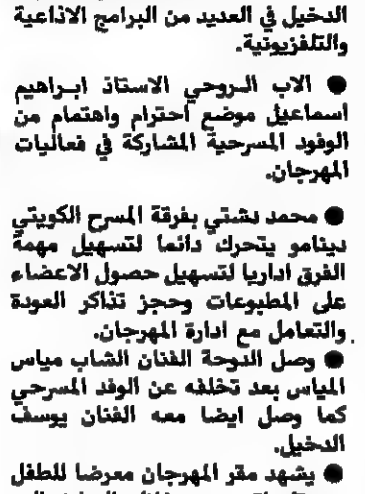 الدخيل في العديد من البرامج الاذاعية
والتلفزيونية.
● الاب الروحي الاستاذ ابراهيم
اسماعيل موضع احترام واهتمام من
الوفود المسرحية المشاركة في فعاليات
المهرجان.
● محمد دشتي بفرقة المسرح الكويتي
دينامو يتحرك دائما لتسهيل مهمة
الفرق اداريا لتسهيل حصول الاعضاء
على المطبوعات وحجز تذاكر العودة
والتعامل مع ادارة المهرجان.
● وصل الدوحة الفنان الشاب مياس
المياس بعد تخلفه عن الوفد المسرحي
كما وصل ايضا معه الفنان يوسف
الدخيل.
● يشهد مقر المهرجان معرضا للطفل